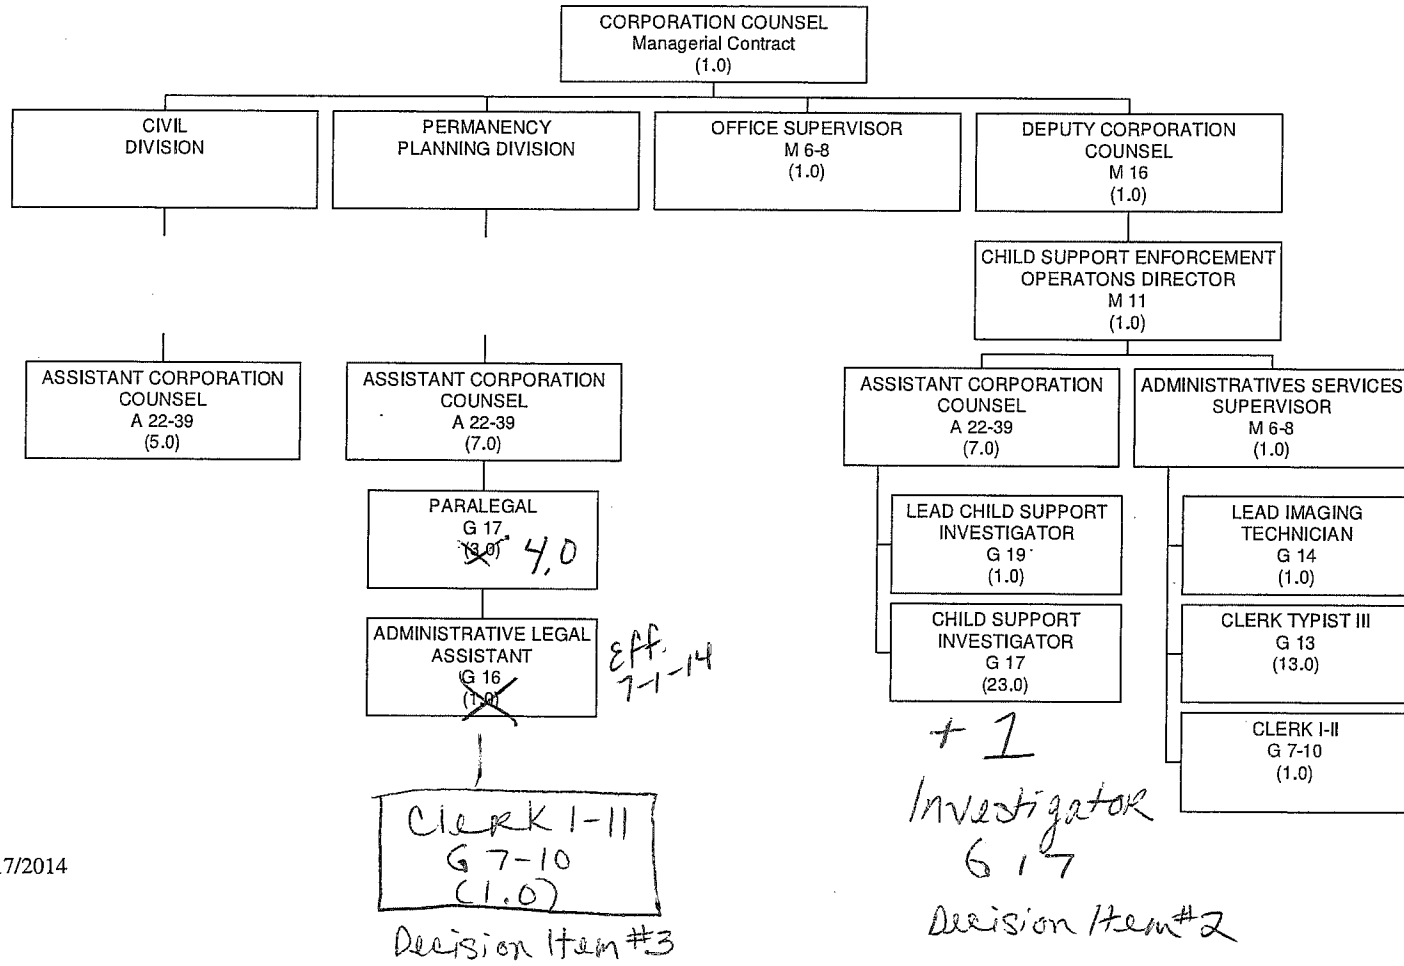 CORPORATION COUNSEL
Managerial Contract
(1.0)
CIVIL
DIVISION
PERMANENCY
PLANNING DIVISION
OFFICE SUPERVISOR
M 6-8
(1.0)
DEPUTY CORPORATION
COUNSEL
M 16
(1.0)
CHILD SUPPORT ENFORCEMENT
OPERATONS DIRECTOR
M 11
(1.0)
ASSISTANT CORPORATION
COUNSEL
A 22-39
(5.0)
ASSISTANT CORPORATION
COUNSEL
A 22-39
(7.0)
PARALEGAL
G 17
(3.0) 4.0
ADMINISTRATIVE LEGAL
ASSISTANT
G 16
(1.0)
Eff.
7-1-14
Clerk I-II
G 7-10
(1.0)
Decision Item #3
ASSISTANT CORPORATION
COUNSEL
A 22-39
(7.0)
LEAD CHILD SUPPORT
INVESTIGATOR
G 19
(1.0)
CHILD SUPPORT
INVESTIGATOR
G 17
(23.0)
+ 1
Investigator
G 17
Decision Item #2
ADMINISTRATIVES SERVICES
SUPERVISOR
M 6-8
(1.0)
LEAD IMAGING
TECHNICIAN
G 14
(1.0)
CLERK TYPIST III
G 13
(13.0)
CLERK I-II
G 7-10
(1.0)
17/2014